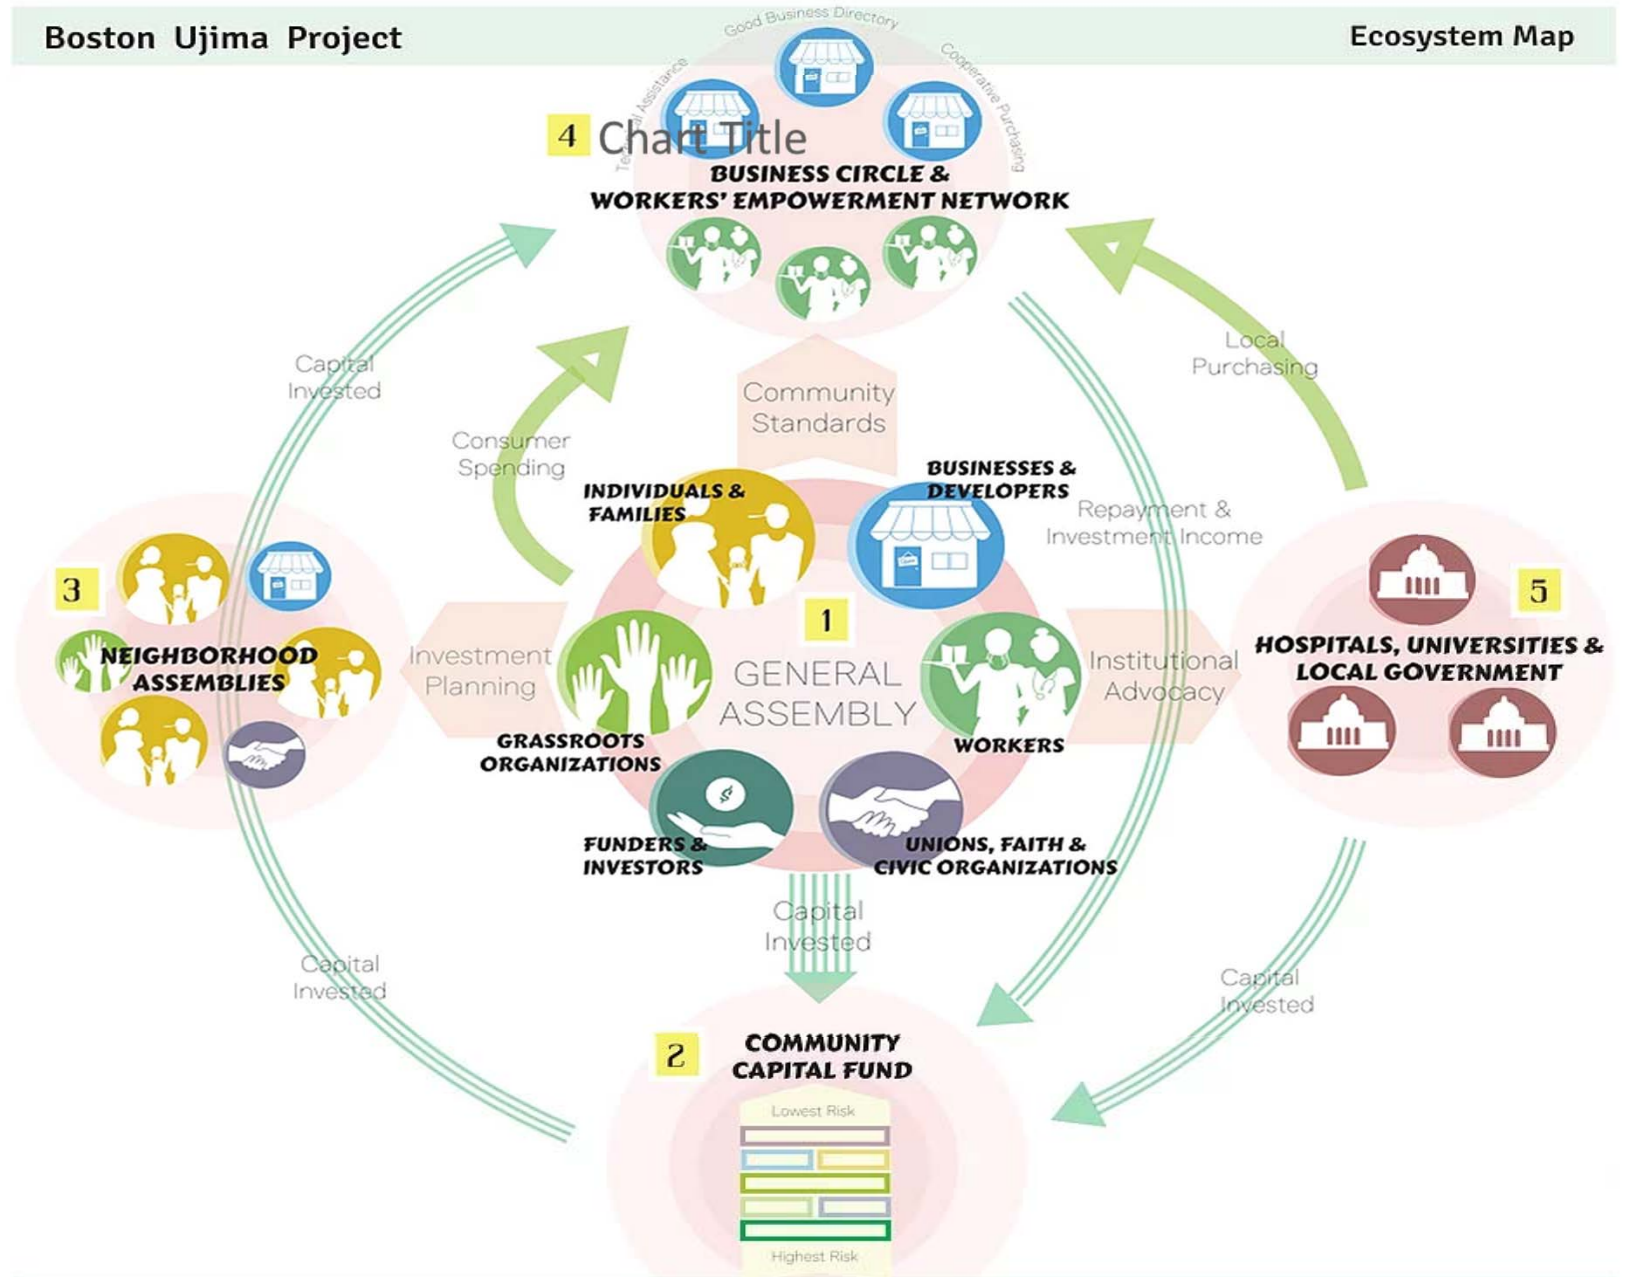 Boston Ujima Project
Ecosystem Map
Good Business Directory
Technical Assistance
Cooperative Purchasing
4
Chart Title
BUSINESS CIRCLE &
WORKERS’ EMPOWERMENT NETWORK
Capital
Invested
Local
Purchasing
Consumer
Spending
Community
Standards
INDIVIDUALS &
FAMILIES
BUSINESSES &
DEVELOPERS
Repayment &
Investment Income
3
NEIGHBORHOOD
ASSEMBLIES
Investment
Planning
1
GENERAL
ASSEMBLY
Institutional
Advocacy
5
HOSPITALS, UNIVERSITIES &
LOCAL GOVERNMENT
GRASSROOTS
ORGANIZATIONS
WORKERS
FUNDERS &
INVESTORS
$
UNIONS, FAITH &
CIVIC ORGANIZATIONS
Capital
Invested
Capital
Invested
Capital
Invested
2
COMMUNITY
CAPITAL FUND
Lowest Risk
Highest Risk